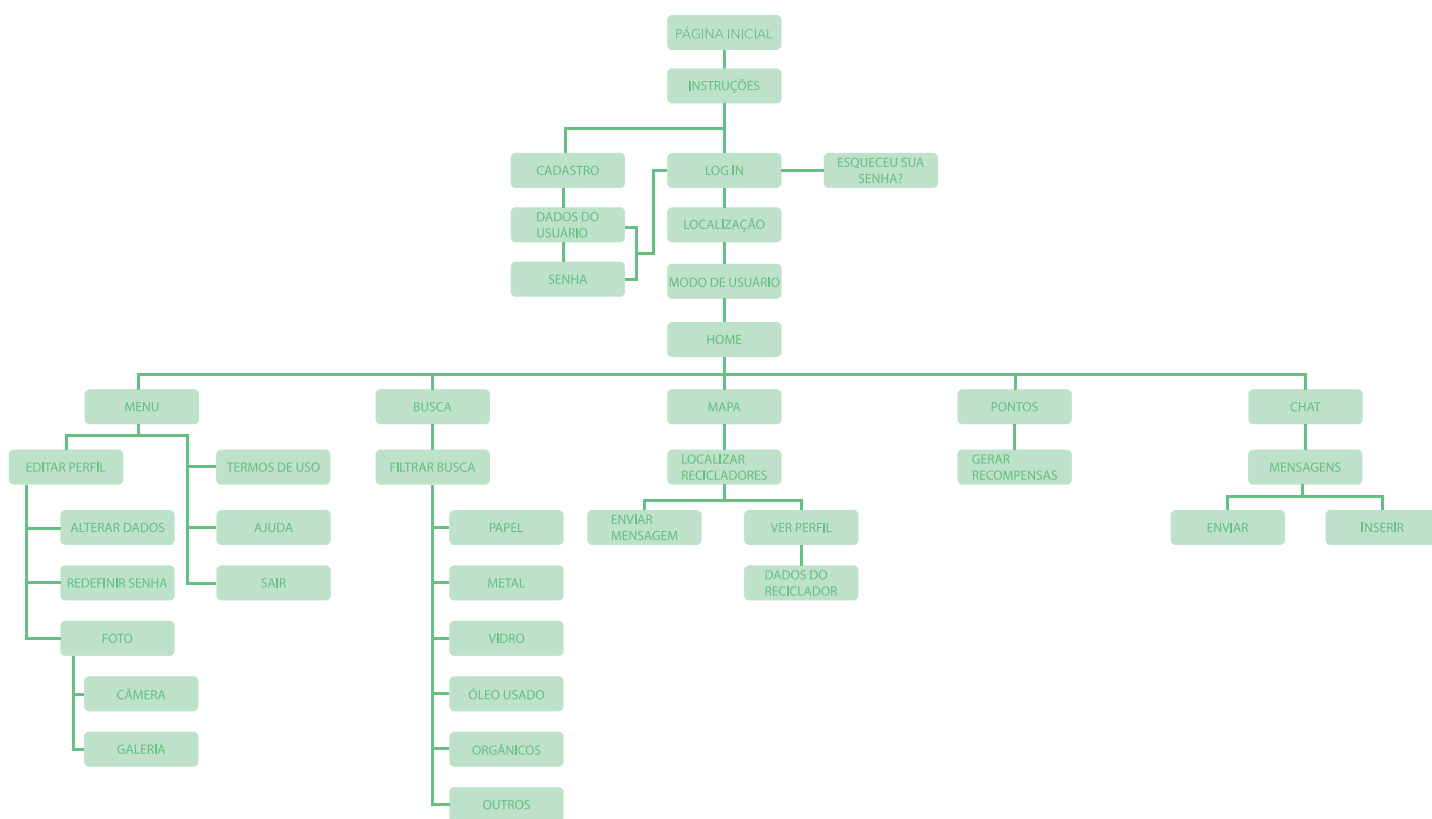 PÁGINA INICIAL
INSTRUÇÕES
CADASTRO
LOG IN
ESQUECEU SUA
SENHA?
DADOS DO
USUÁRIO
LOCALIZAÇÃO
SENHA
MODO DE USUÁRIO
HOME
MENU
BUSCA
MAPA
PONTOS
CHAT
EDITAR PERFIL
TERMOS DE USO
FILTRAR BUSCA
LOCALIZAR
RECICLADORES
GERAR
RECOMPENSAS
MENSAGENS
ALTERAR DADOS
AJUDA
PAPEL
ENVIAR
MENSAGEM
VER PERFIL
ENVIAR
INSERIR
REDEFINIR SENHA
SAIR
METAL
DADOS DO
RECICLADOR
FOTO
VIDRO
CÂMERA
ÓLEO USADO
GALERIA
ORGÂNICOS
OUTROS